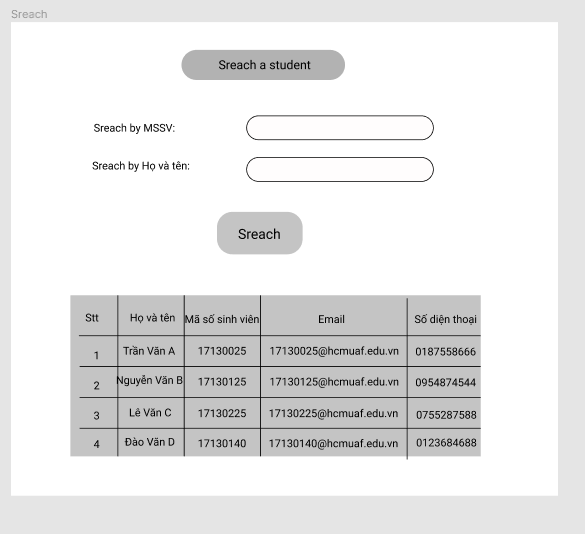 Sreach
Sreach a student
Sreach by MSSV:
Sreach by Họ và tên:
Sreach
Stt Họ và tên Mã số sinh viên Email Số diện thoại
1 Trần Văn A 17130025 17130025@hcmuaf.edu.vn 0187558666
2 Nguyễn Văn B 17130125 17130125@hcmuaf.edu.vn 0954874544
3 Lê Văn C 17130225 17130225@hcmuaf.edu.vn 0755287588
4 Đào Văn D 17130140 17130140@hcmuaf.edu.vn 0123684688